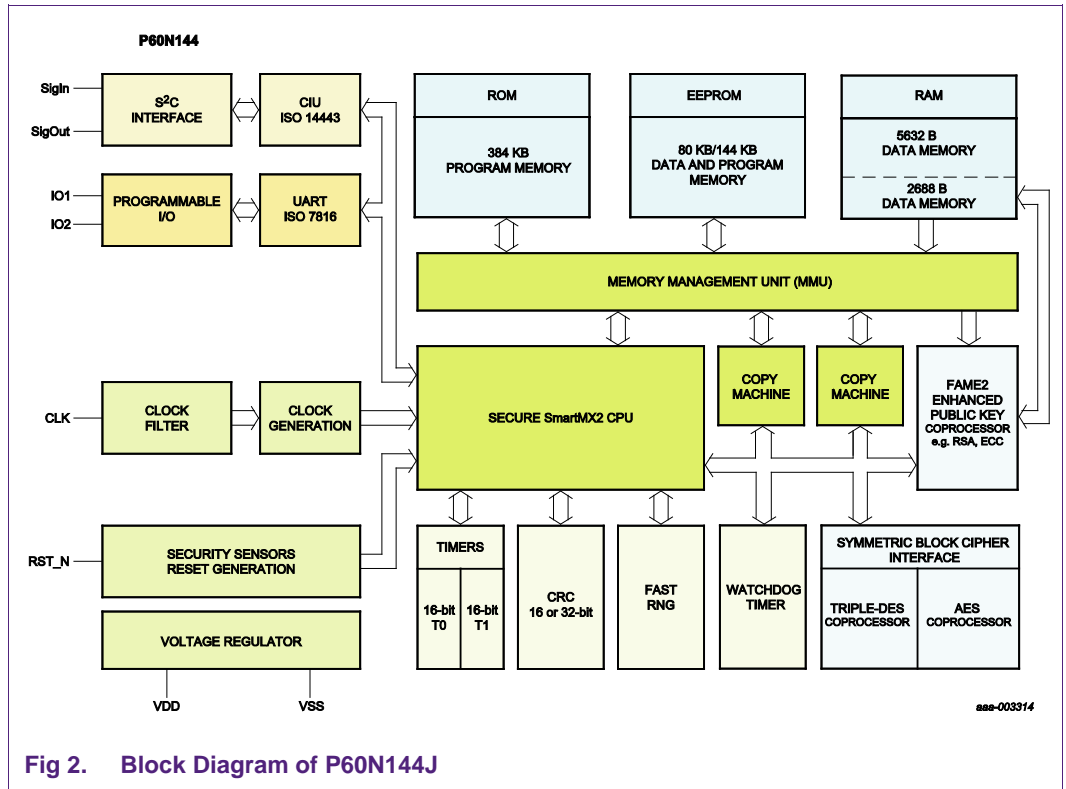 P60N144
SigIn
SigOut
S²C
INTERFACE
CIU
ISO 14443
IO1
IO2
PROGRAMMABLE
I/O
UART
ISO 7816
ROM
384 KB
PROGRAM MEMORY
EEPROM
80 KB/144 KB
DATA AND PROGRAM
MEMORY
RAM
5632 B
DATA MEMORY
2688 B
DATA MEMORY
MEMORY MANAGEMENT UNIT (MMU)
CLK
CLOCK
FILTER
CLOCK
GENERATION
SECURE SmartMX2 CPU
COPY
MACHINE
COPY
MACHINE
FAME2
ENHANCED
PUBLIC KEY
COPROCESSOR
e.g. RSA, ECC
RST_N
SECURITY SENSORS
RESET GENERATION
VOLTAGE REGULATOR
VDD
VSS
TIMERS
16-bit
T0
16-bit
T1
CRC
16 or 32-bit
FAST
RNG
WATCHDOG
TIMER
SYMMETRIC BLOCK CIPHER
INTERFACE
TRIPLE-DES
COPROCESSOR
AES
COPROCESSOR
aaa-003314
Fig 2. Block Diagram of P60N144J